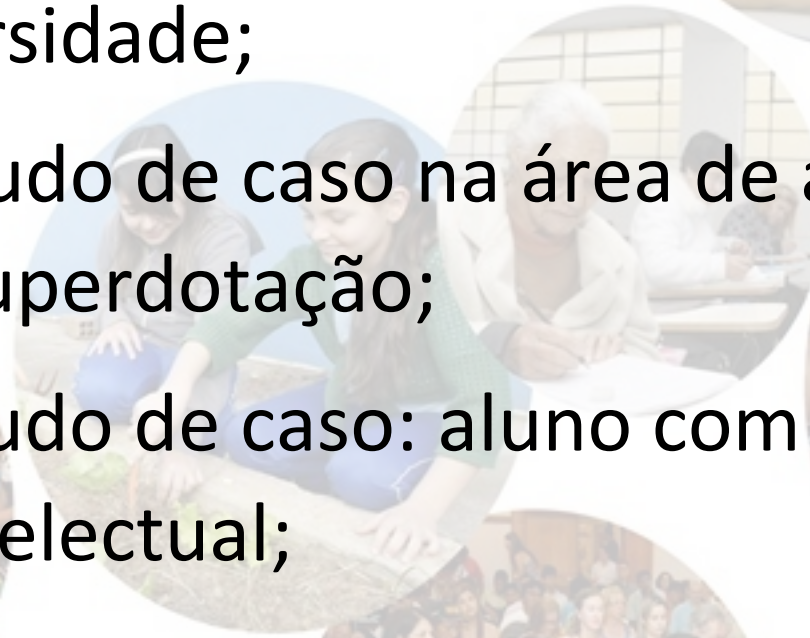 rsidade;
udo de caso na área de a
uperdotação;
udo de caso: aluno com
electual;